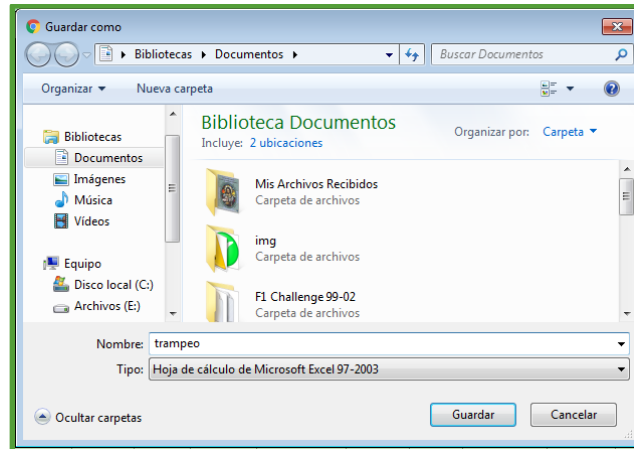 Guardar como
Bibliotecas ▸ Documentos ▸
Buscar Documentos
Organizar ▾ Nueva carpeta
Bibliotecas
Documentos
Imágenes
Música
Vídeos
Equipo
Disco local (C:)
Archivos (E:)
Biblioteca Documentos
Incluye: 2 ubicaciones
Organizar por: Carpeta ▾
Mis Archivos Recibidos
Carpeta de archivos
img
Carpeta de archivos
F1 Challenge 99-02
Carpeta de archivos
Nombre: trampeo
Tipo: Hoja de cálculo de Microsoft Excel 97-2003
Ocultar carpetas
Guardar Cancelar